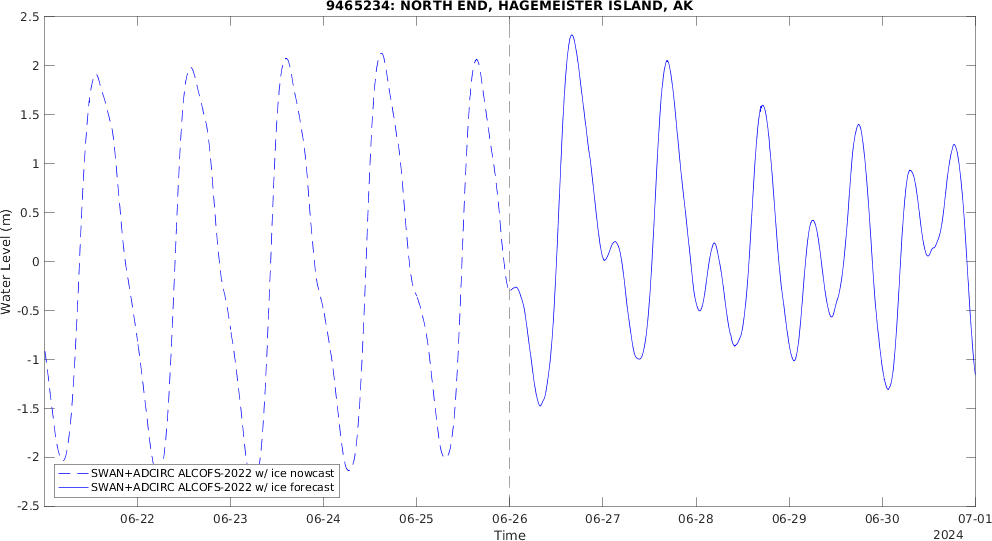 9465234: NORTH END, HAGEMEISTER ISLAND, AK
2.5
2
1.5
1
0.5
0
-0.5
-1
-1.5
-2
-2.5
Water Level (m)
SWAN+ADCIRC ALCOFS-2022 w/ ice nowcast
SWAN+ADCIRC ALCOFS-2022 w/ ice forecast
06-22 06-23 06-24 06-25 06-26 06-27 06-28 06-29 06-30 07-01
Time
2024